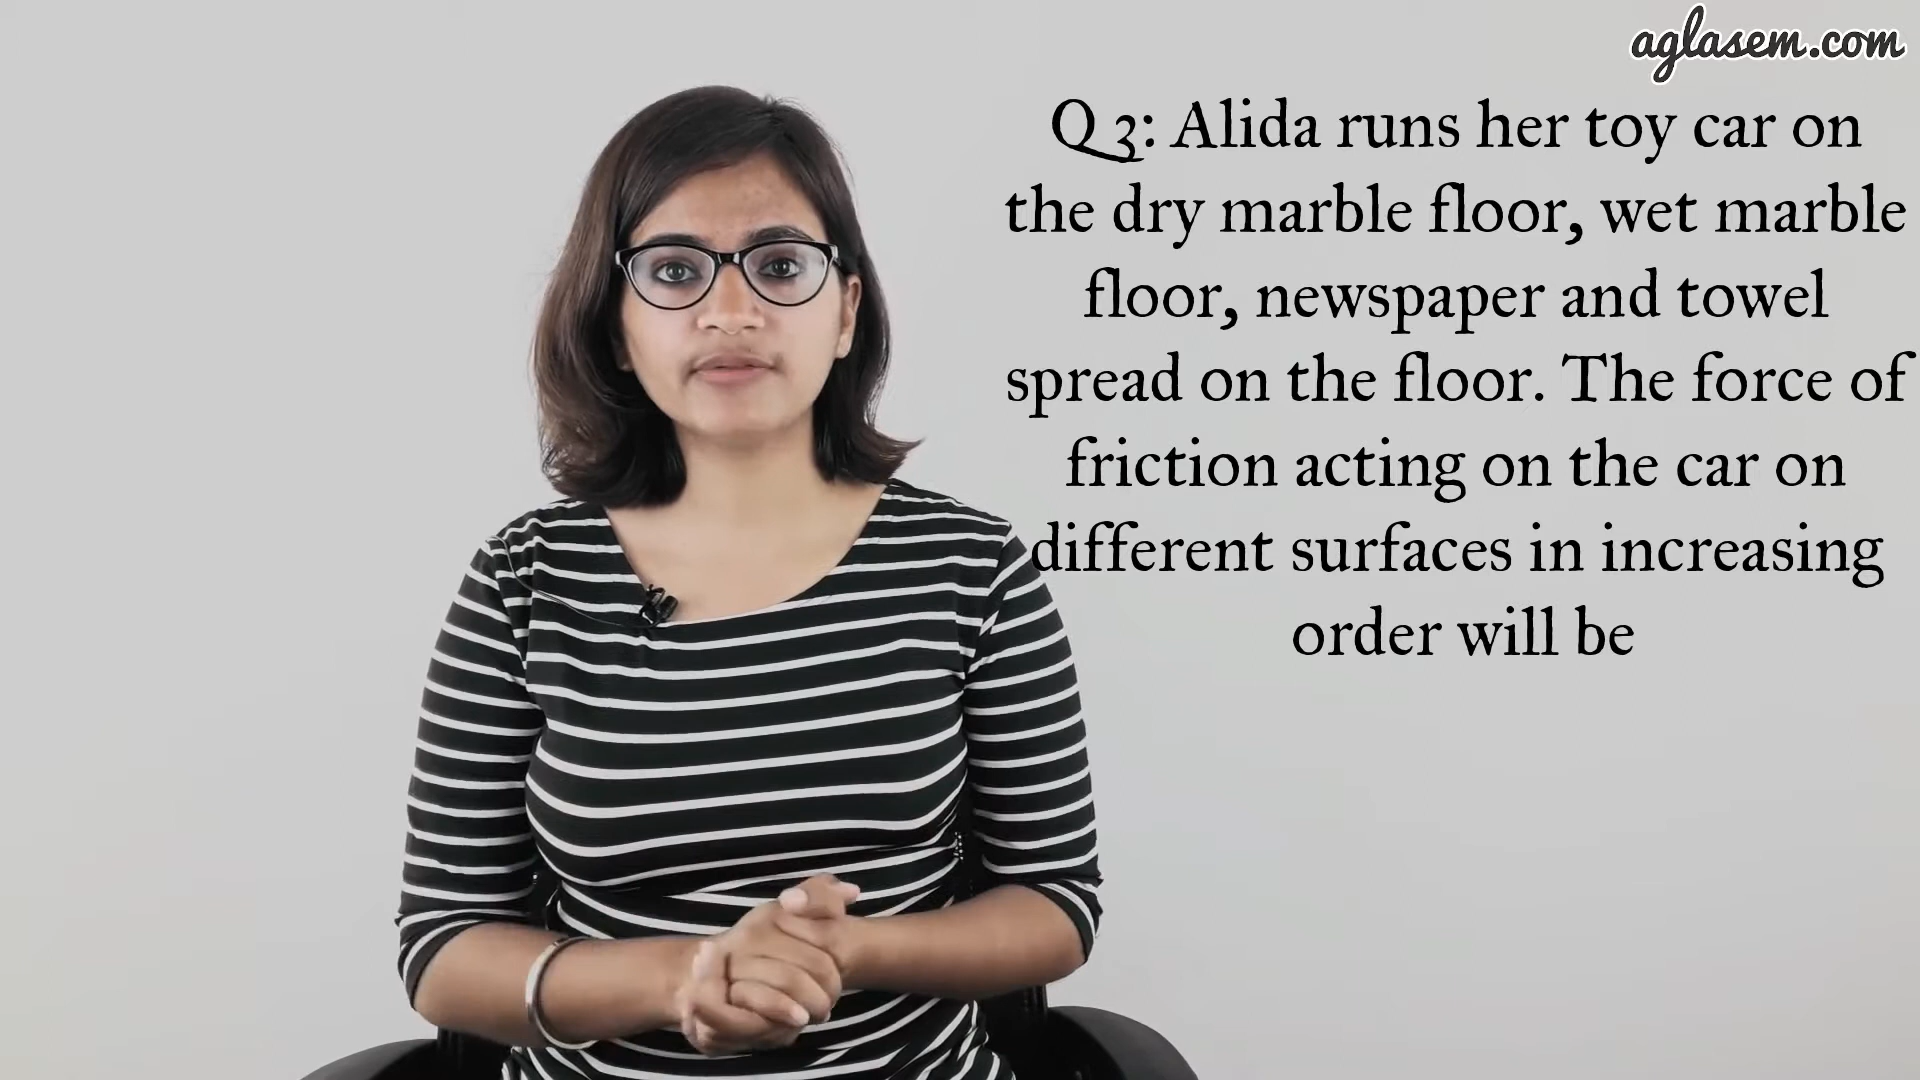 aglasem.com
Q 3: Alida runs her toy car on
the dry marble floor, wet marble
floor, newspaper and towel
spread on the floor. The force of
friction acting on the car on
different surfaces in increasing
order will be